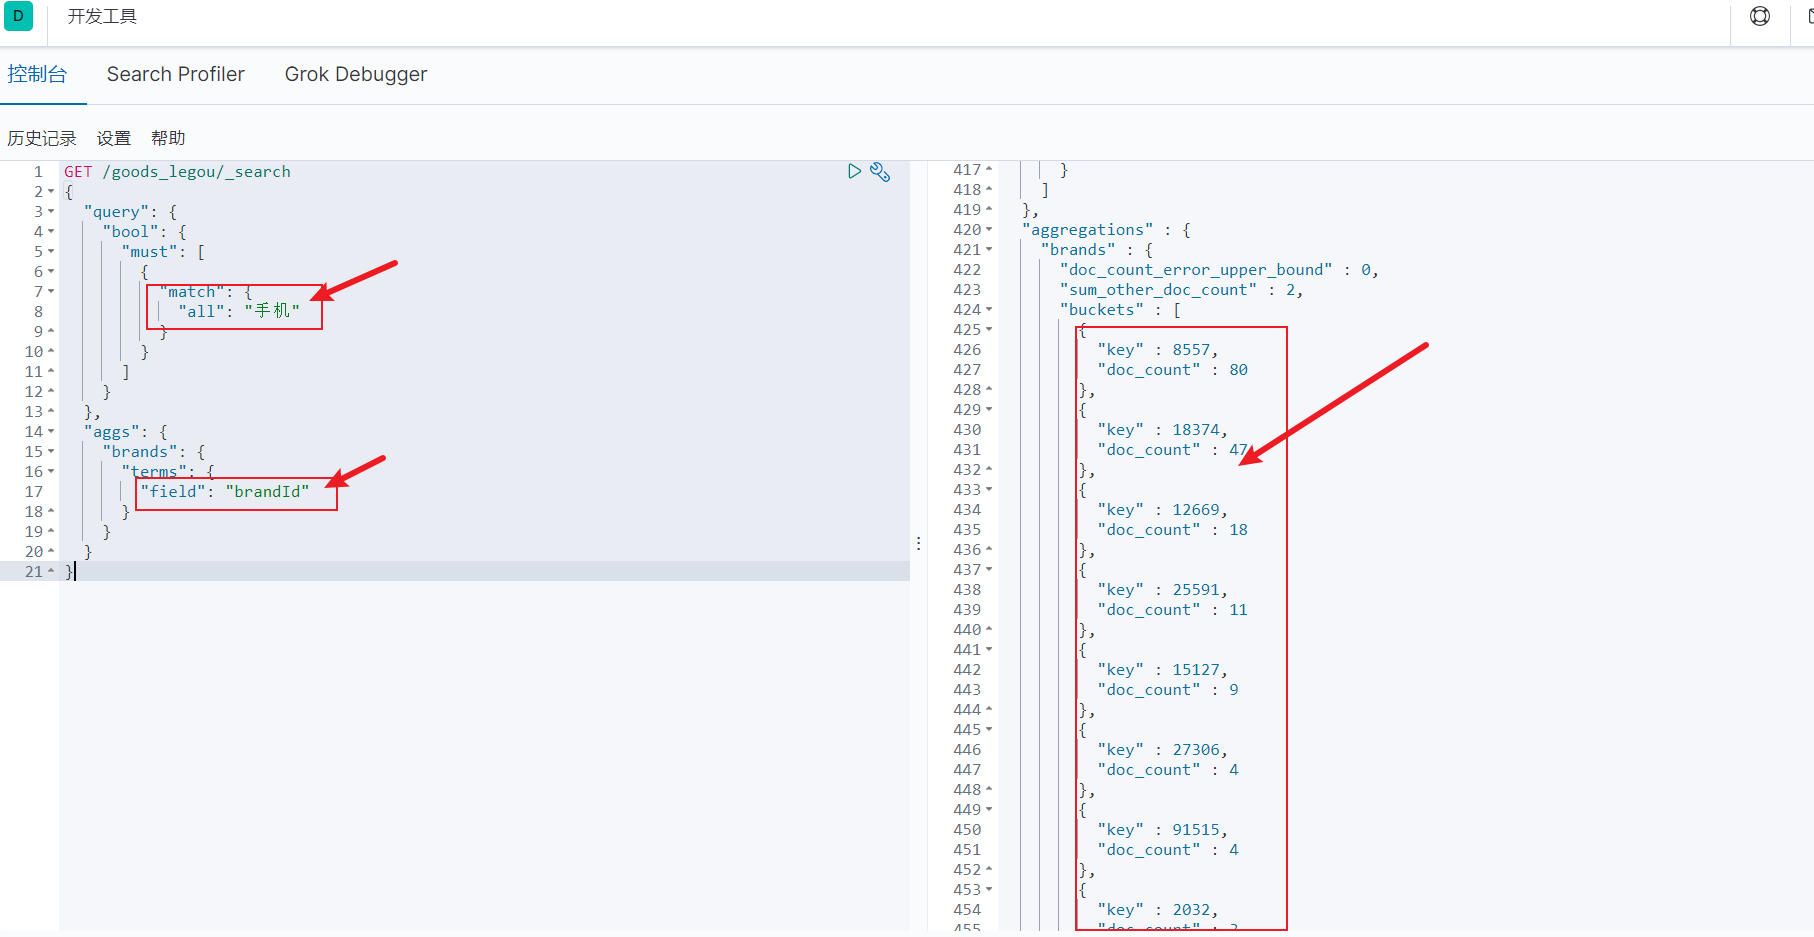 D
开发工具
控制台 Search Profiler Grok Debugger
历史记录 设置 帮助
1 GET /goods_legou/_search
2 {
3 "query": {
4 "bool": {
5 "must": [
6 {
7 "match": {
8 "all": "手机"
9 }
10 }
11 ]
12 }
13 },
14 "aggs": {
15 "brands": {
16 "terms": {
17 "field": "brandId"
18 }
19 }
20 }
21 }
417 }
418 ]
419 },
420 "aggregations" : {
421 "brands" : {
422 "doc_count_error_upper_bound" : 0,
423 "sum_other_doc_count" : 2,
424 "buckets" : [
425 {
426 "key" : 8557,
427 "doc_count" : 80
428 },
429 {
430 "key" : 18374,
431 "doc_count" : 47
432 },
433 {
434 "key" : 12669,
435 "doc_count" : 18
436 },
437 {
438 "key" : 25591,
439 "doc_count" : 11
440 },
441 {
442 "key" : 15127,
443 "doc_count" : 9
444 },
445 {
446 "key" : 27306,
447 "doc_count" : 4
448 },
449 {
450 "key" : 91515,
451 "doc_count" : 4
452 },
453 {
454 "key" : 2032,
455 "doc_count" :